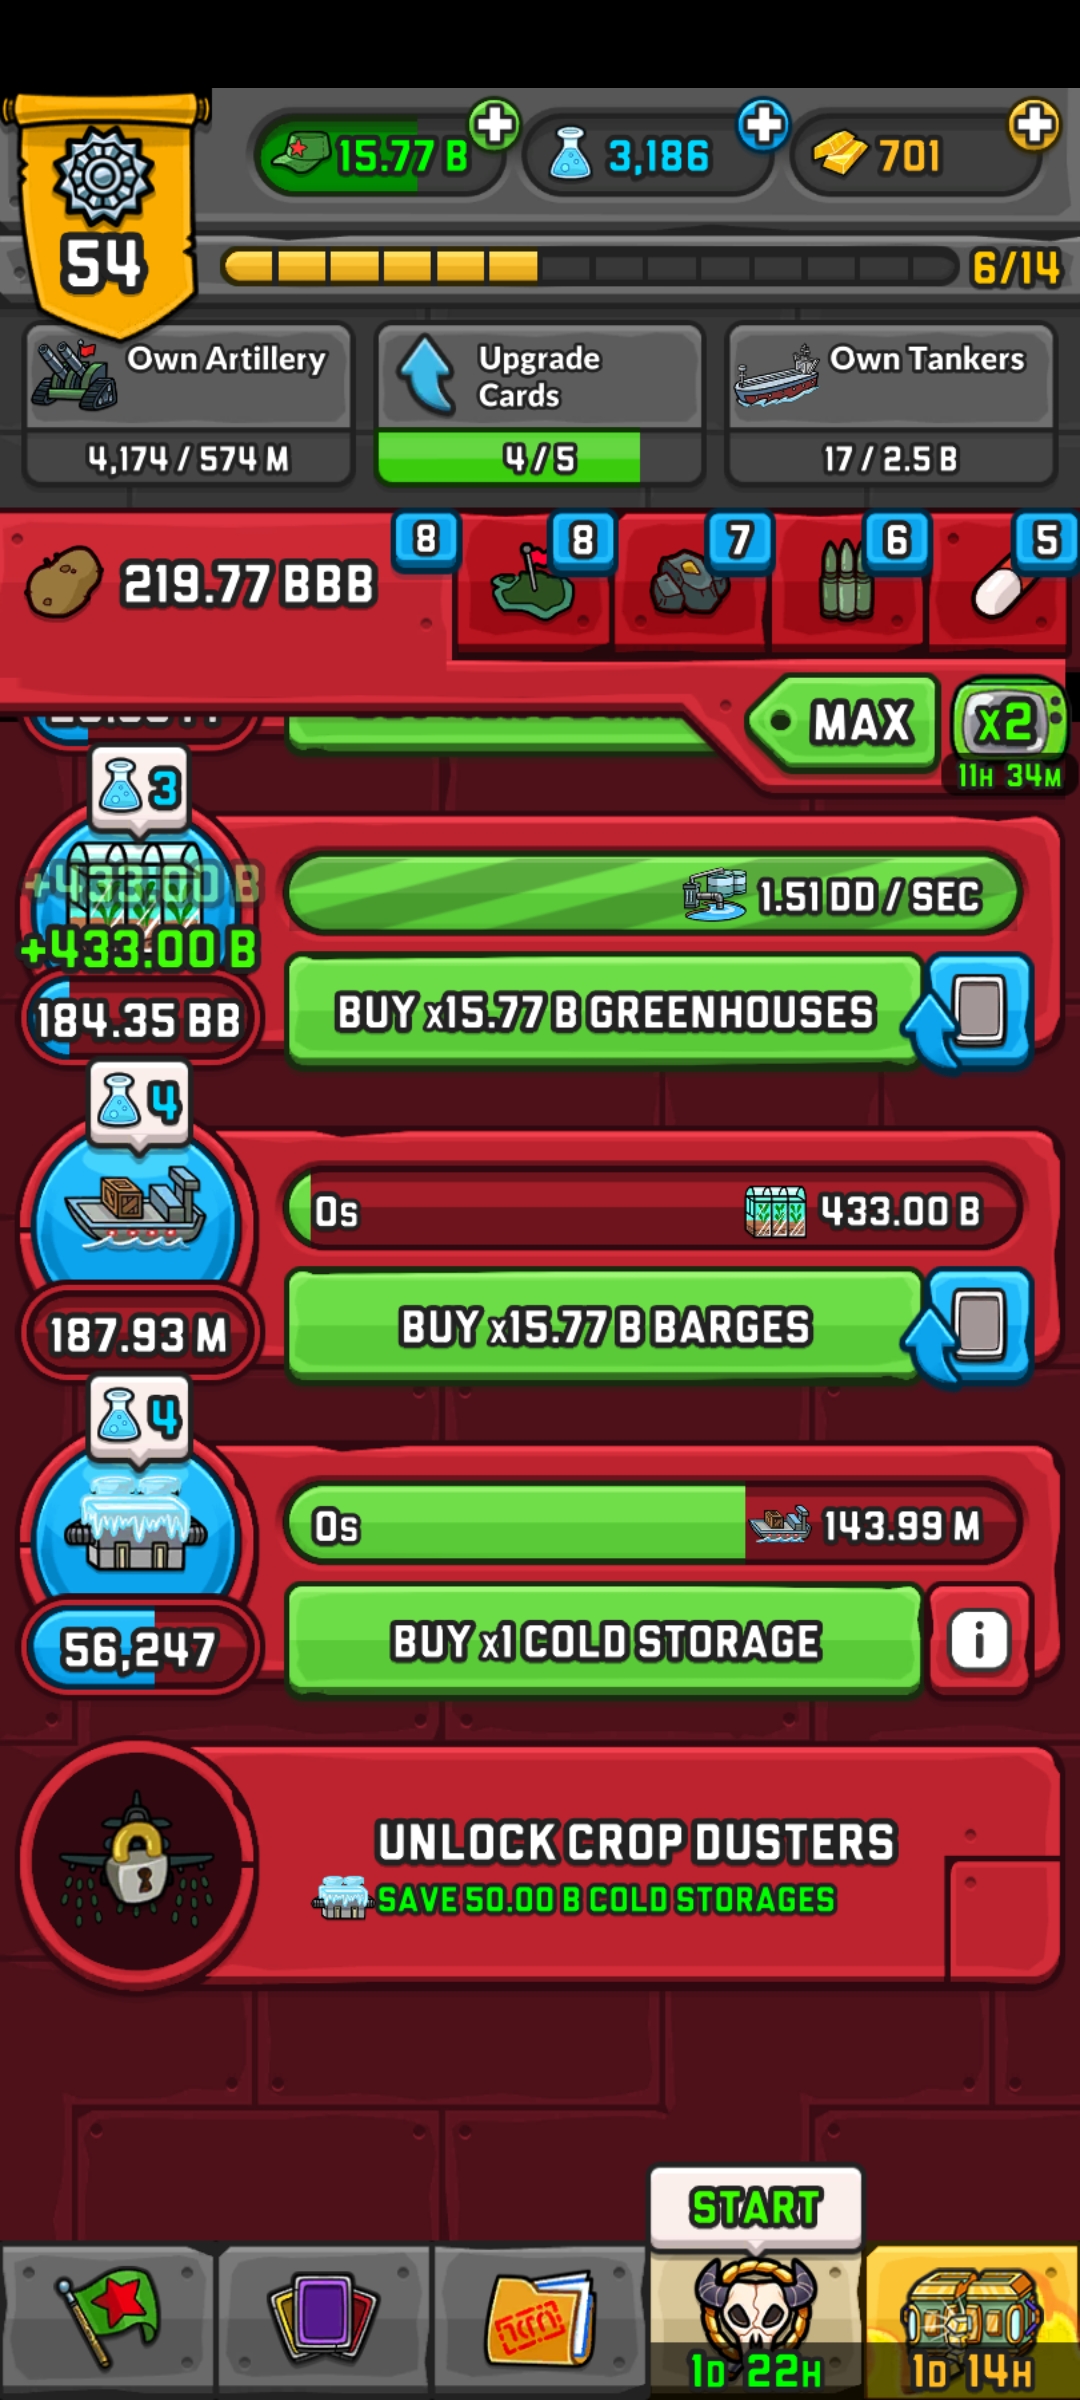 54
15.77 B
3,186
701
6/14
Own Artillery
4,174 / 574 M
Upgrade
Cards
4/5
Own Tankers
17 / 2.5 B
219.77 BBB
8
8
7
6
5
MAX
x2
11H 34M
3
+433.00 B
+433.00 B
184.35 BB
1.51 DD / SEC
BUY x15.77 B GREENHOUSES
4
187.93 M
0s
433.00 B
BUY x15.77 B BARGES
4
56,247
0s
143.99 M
BUY x1 COLD STORAGE
i
UNLOCK CROP DUSTERS
SAVE 50.00 B COLD STORAGES
START
1D 22H
1D 14H